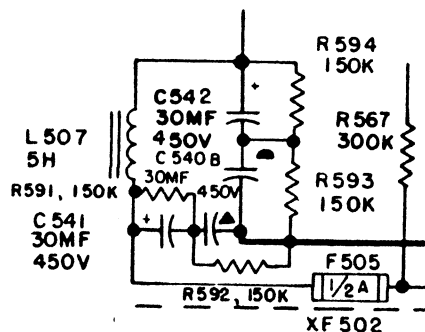 R594
150K
C542
30MF
450V
R567
300K
L507
5H
C540B
30MF
450V
R591, 150K
R593
150K
C541
30MF
450V
F505
1/2 A
R592, 150K
XF502